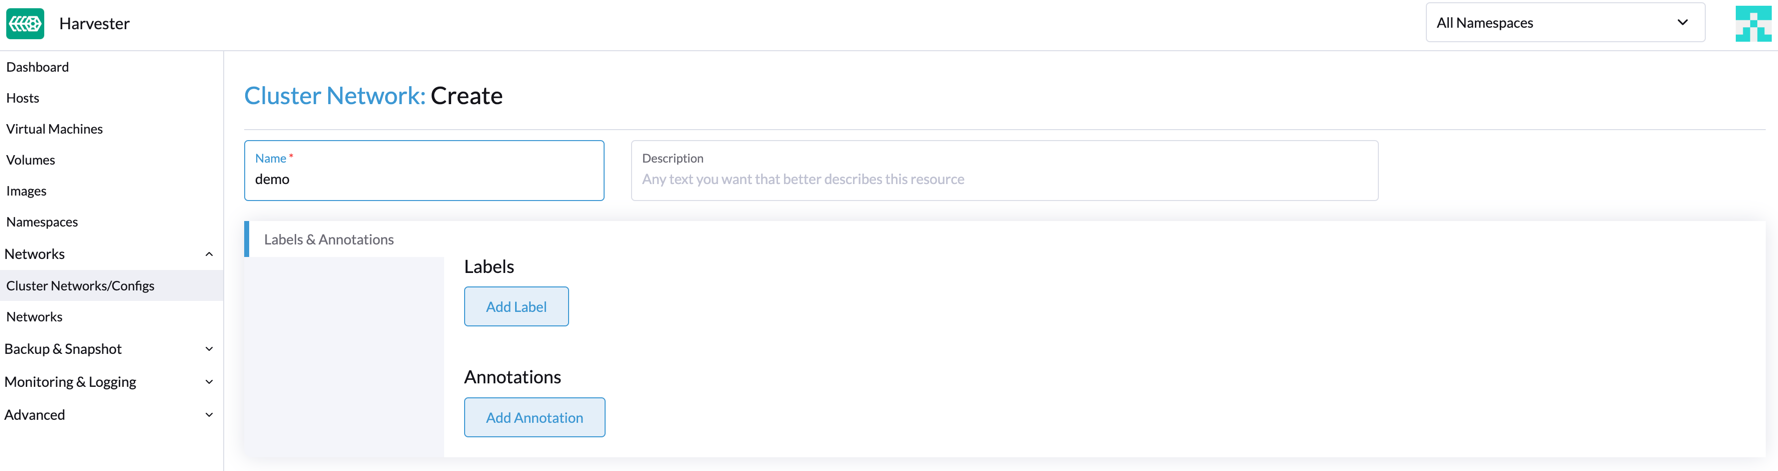 Harvester
All Namespaces
Dashboard
Hosts
Virtual Machines
Volumes
Images
Namespaces
Networks
Cluster Networks/Configs
Networks
Backup & Snapshot
Monitoring & Logging
Advanced
Cluster Network: Create
Name *
demo
Description
Any text you want that better describes this resource
Labels & Annotations
Labels
Add Label
Annotations
Add Annotation